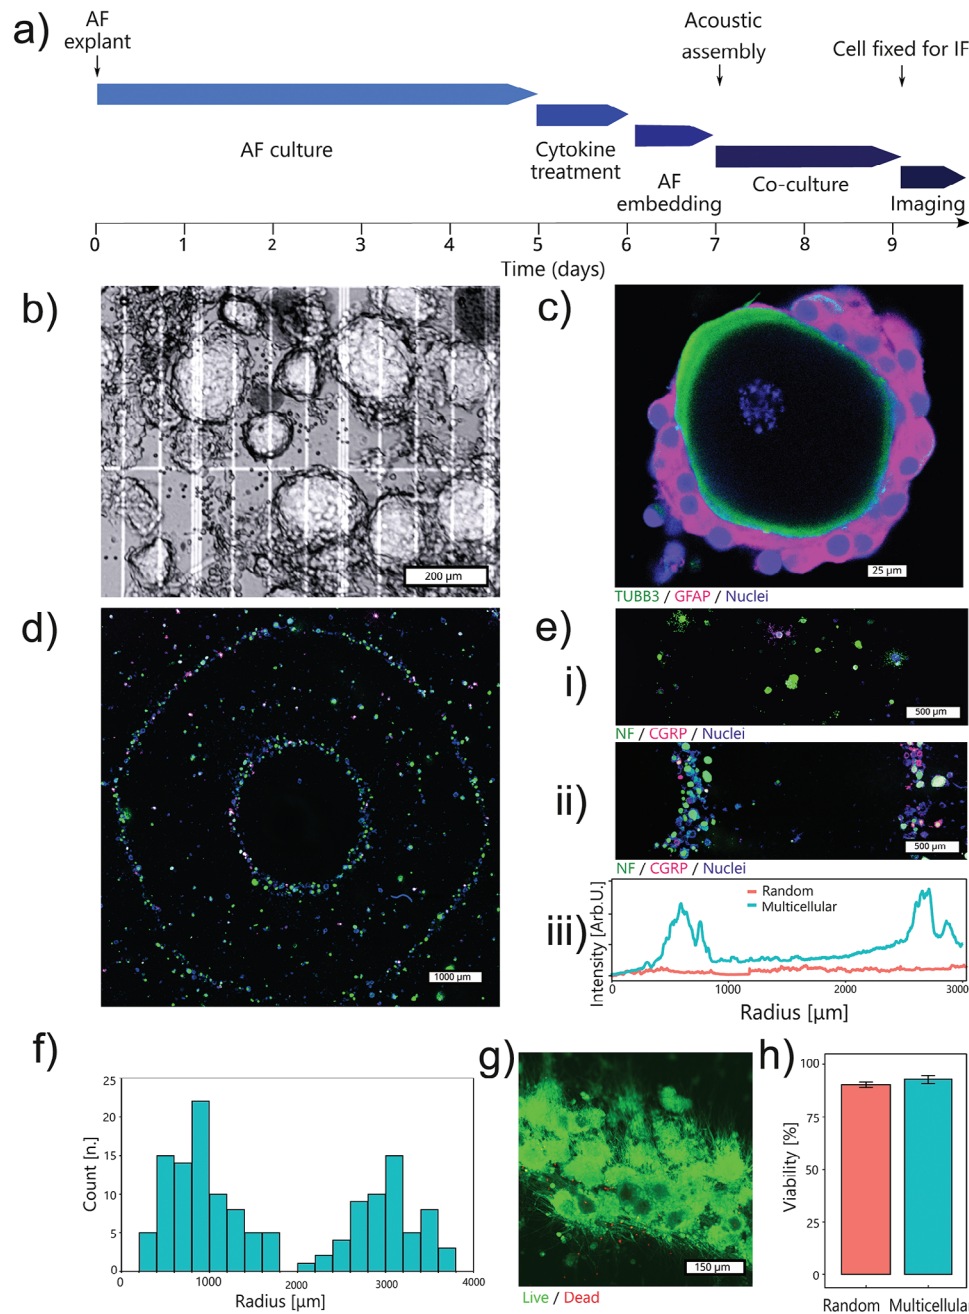 a)
AF
explant
Acoustic
assembly
Cell fixed for IF
AF culture
Cytokine
treatment
AF
embedding
Co-culture
Imaging
0 1 2 3 4 5 6 7 8 9
Time (days)
b)
200 µm
c)
25 µm
TUBB3 / GFAP / Nuclei
d)
1000 µm
e)
i)
500 µm
NF / CGRP / Nuclei
ii)
500 µm
NF / CGRP / Nuclei
iii)
Intensity [Arb.U.]
Random
Multicellular
0 1000 2000 3000
Radius [µm]
f)
Count [n.]
25
20
15
10
5
0
0 1000 2000 3000 4000
Radius [µm]
g)
150 µm
Live / Dead
h)
Viability [%]
100
75
50
25
0
Random Multicellula